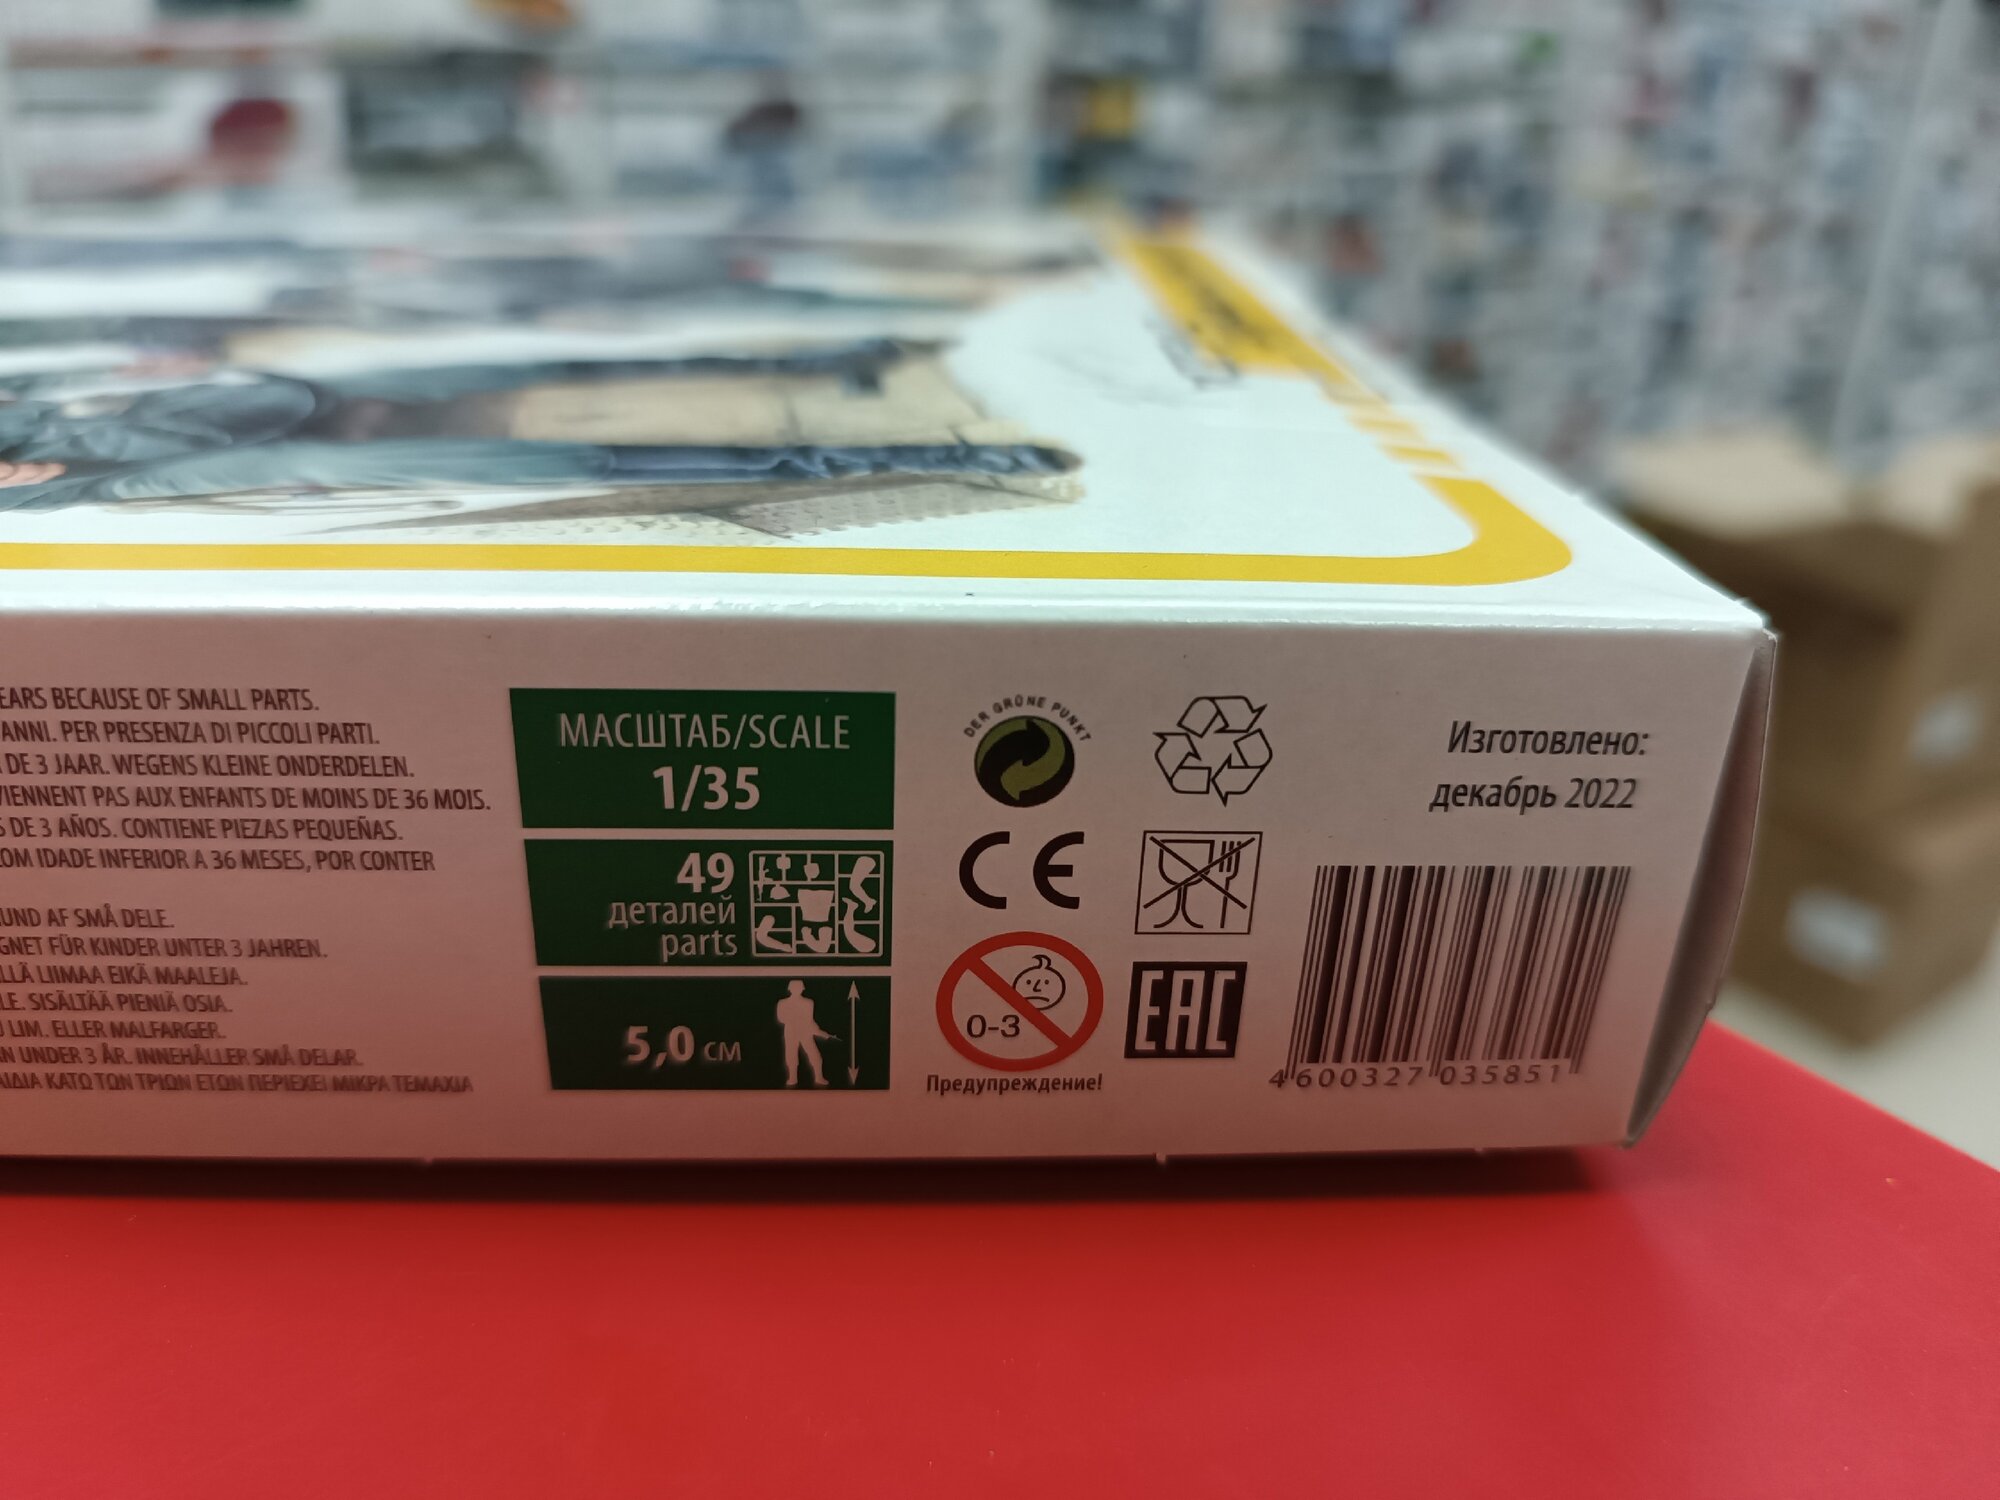 EARS BECAUSE OF SMALL PARTS.
ANNI. PER PRESENZA DI PICCOLI PARTI.
DE 3 JAAR. WEGENS KLEINE ONDERDELEN.
VIENNENT PAS AUX ENFANTS DE MOINS DE 36 MOIS.
S DE 3 AÑOS. CONTIENE PIEZAS PEQUEÑAS.
OM IDADE INFERIOR A 36 MESES, POR CONTER
UND AF SMÅ DELE.
GNET FÜR KINDER UNTER 3 JAHREN.
LLÄ LIIMAA EIKÄ MAALEJA.
LE. SISÄLTÄÄ PIENIÄ OSIA.
LIM. ELLER MALFARGER.
N UNDER 3 ÅR. INNEHÅLLER SMÅ DELAR.
ΑΙΔΙΑ ΚΑΤΩ ΤΩΝ ΤΡΙΩΝ ΕΤΩΝ ΠΕΡΙΕΧΕΙ ΜΙΚΡΑ ΤΕΜΑΧΙΑ
МАСШТАБ/SCALE
1/35
49
деталей
parts
5,0 см
DER GRÜNE PUNKT
CE
0-3
Предупреждение!
EAC
Изготовлено:
декабрь 2022
4 600327 035851